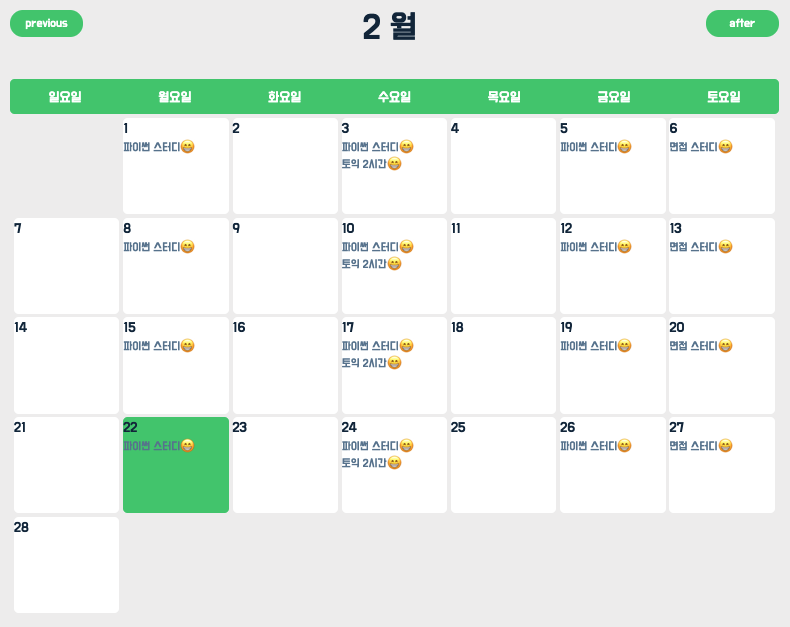 previous
2 월
after
일요일 월요일 화요일 수요일 목요일 금요일 토요일
1
파이썬 스터디😁
2
3
파이썬 스터디😁
토익 2시간😁
4
5
파이썬 스터디😁
6
면접 스터디😁
7
8
파이썬 스터디😁
9
10
파이썬 스터디😁
토익 2시간😁
11
12
파이썬 스터디😁
13
면접 스터디😁
14
15
파이썬 스터디😁
16
17
파이썬 스터디😁
토익 2시간😁
18
19
파이썬 스터디😁
20
면접 스터디😁
21
22
파이썬 스터디😁
23
24
파이썬 스터디😁
토익 2시간😁
25
26
파이썬 스터디😁
27
면접 스터디😁
28